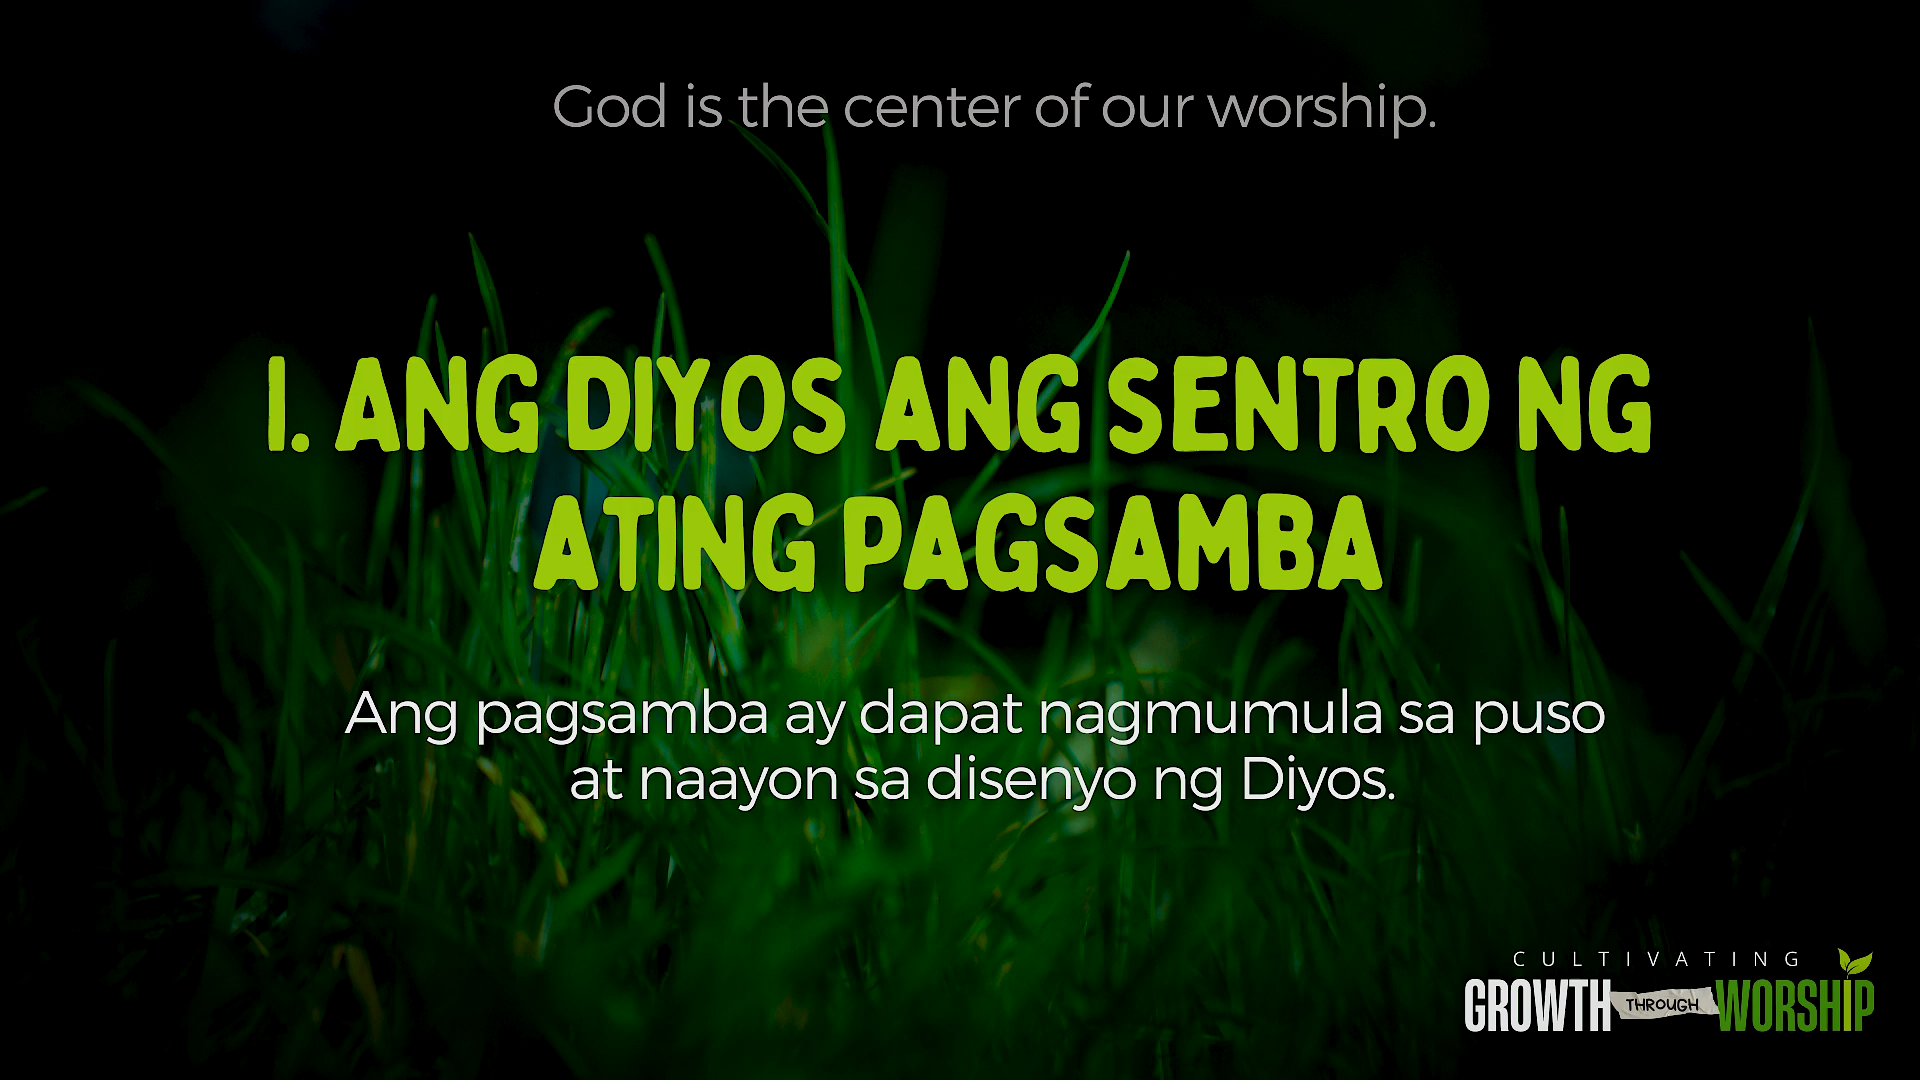 God is the center of our worship.
1. ANG DIYOS ANG SENTRO NG
ATING PAGSAMBA
Ang pagsamba ay dapat nagmumula sa puso
at naayon sa disenyo ng Diyos.
CULTIVATING
GROWTH THROUGH WORSHIP